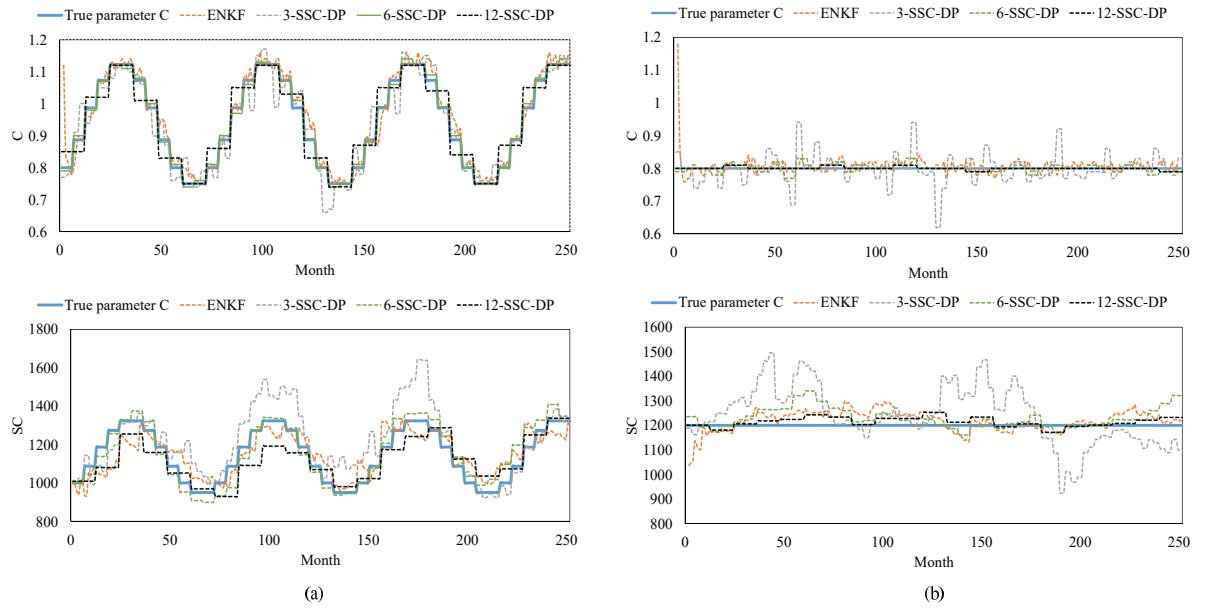 True parameter C ENKF 3-SSC-DP 6-SSC-DP 12-SSC-DP
1.2
1.1
1
0.9
0.8
0.7
0.6
C
0 50 100 150 200 250
Month
True parameter C ENKF 3-SSC-DP 6-SSC-DP 12-SSC-DP
1.2
1.1
1
0.9
0.8
0.7
0.6
C
0 50 100 150 200 250
Month
True parameter C ENKF 3-SSC-DP 6-SSC-DP 12-SSC-DP
1800
1600
1400
1200
1000
800
SC
0 50 100 150 200 250
Month
(a)
True parameter C ENKF 3-SSC-DP 6-SSC-DP 12-SSC-DP
1600
1500
1400
1300
1200
1100
1000
900
800
SC
0 50 100 150 200 250
Month
(b)